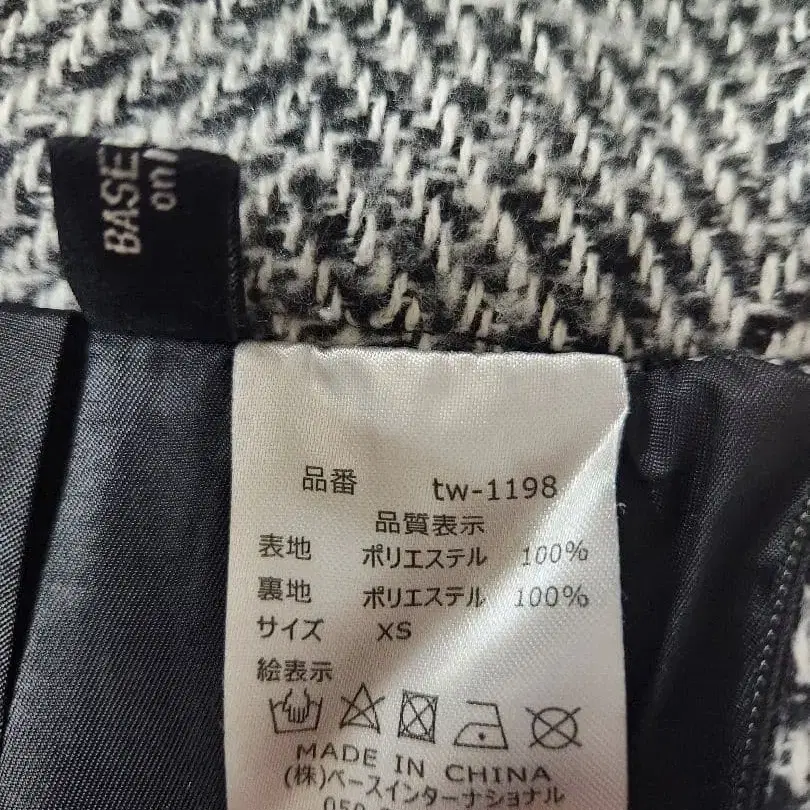 BASE
on
品番 tw-1198
品質表示
表地 ポリエステル 100%
裏地 ポリエステル 100%
サイズ XS
絵表示
MADE IN CHINA
(株)ベースインターナショナル